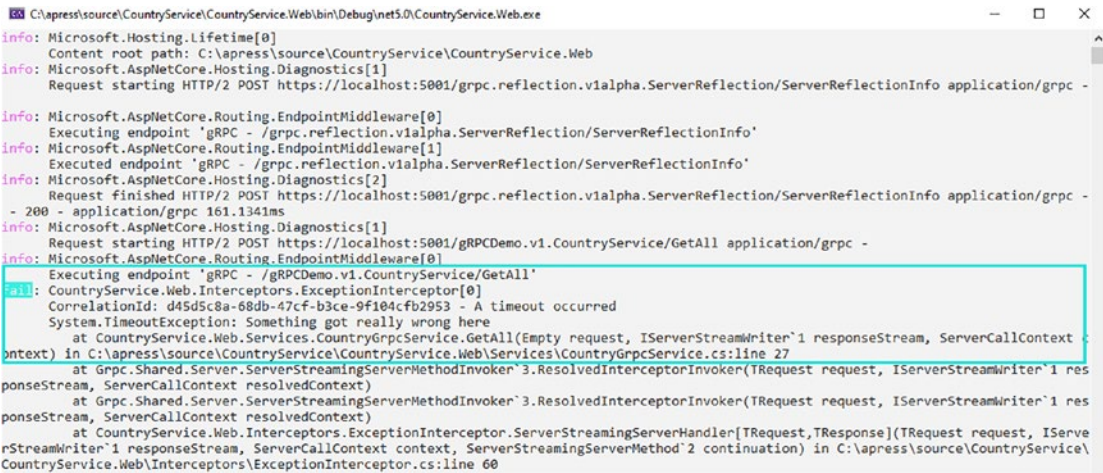 C:\apress\source\CountryService\CountryService.Web\bin\Debug\net5.0\CountryService.Web.exe
info: Microsoft.Hosting.Lifetime[0]
Content root path: C:\apress\source\CountryService\CountryService.Web
info: Microsoft.AspNetCore.Hosting.Diagnostics[1]
Request starting HTTP/2 POST https://localhost:5001/grpc.reflection.v1alpha.ServerReflection/ServerReflectionInfo application/grpc -
info: Microsoft.AspNetCore.Routing.EndpointMiddleware[0]
Executing endpoint 'gRPC - /grpc.reflection.v1alpha.ServerReflection/ServerReflectionInfo'
info: Microsoft.AspNetCore.Routing.EndpointMiddleware[1]
Executed endpoint 'gRPC - /grpc.reflection.v1alpha.ServerReflection/ServerReflectionInfo'
info: Microsoft.AspNetCore.Hosting.Diagnostics[2]
Request finished HTTP/2 POST https://localhost:5001/grpc.reflection.v1alpha.ServerReflection/ServerReflectionInfo application/grpc -
- 200 - application/grpc 161.1341ms
info: Microsoft.AspNetCore.Hosting.Diagnostics[1]
Request starting HTTP/2 POST https://localhost:5001/gRPCDemo.v1.CountryService/GetAll application/grpc -
info: Microsoft.AspNetCore.Routing.EndpointMiddleware[0]
Executing endpoint 'gRPC - /gRPCDemo.v1.CountryService/GetAll'
fail: CountryService.Web.Interceptors.ExceptionInterceptor[0]
CorrelationId: d45d5c8a-68db-47cf-b3ce-9f104cfb2953 - A timeout occurred
System.TimeoutException: Something got really wrong here
at CountryService.Web.Services.CountryGrpcService.GetAll(Empty request, IServerStreamWriter`1 responseStream, ServerCallContext c
ontext) in C:\apress\source\CountryService\CountryService.Web\Services\CountryGrpcService.cs:line 27
at Grpc.Shared.Server.ServerStreamingServerMethodInvoker`3.ResolvedInterceptorInvoker(TRequest request, IServerStreamWriter`1 res
ponseStream, ServerCallContext resolvedContext)
at Grpc.Shared.Server.ServerStreamingServerMethodInvoker`3.ResolvedInterceptorInvoker(TRequest request, IServerStreamWriter`1 res
ponseStream, ServerCallContext resolvedContext)
at CountryService.Web.Interceptors.ExceptionInterceptor.ServerStreamingServerHandler[TRequest,TResponse](TRequest request, IServe
rStreamWriter`1 responseStream, ServerCallContext context, ServerStreamingServerMethod`2 continuation) in C:\apress\source\CountryService\
CountryService.Web\Interceptors\ExceptionInterceptor.cs:line 60